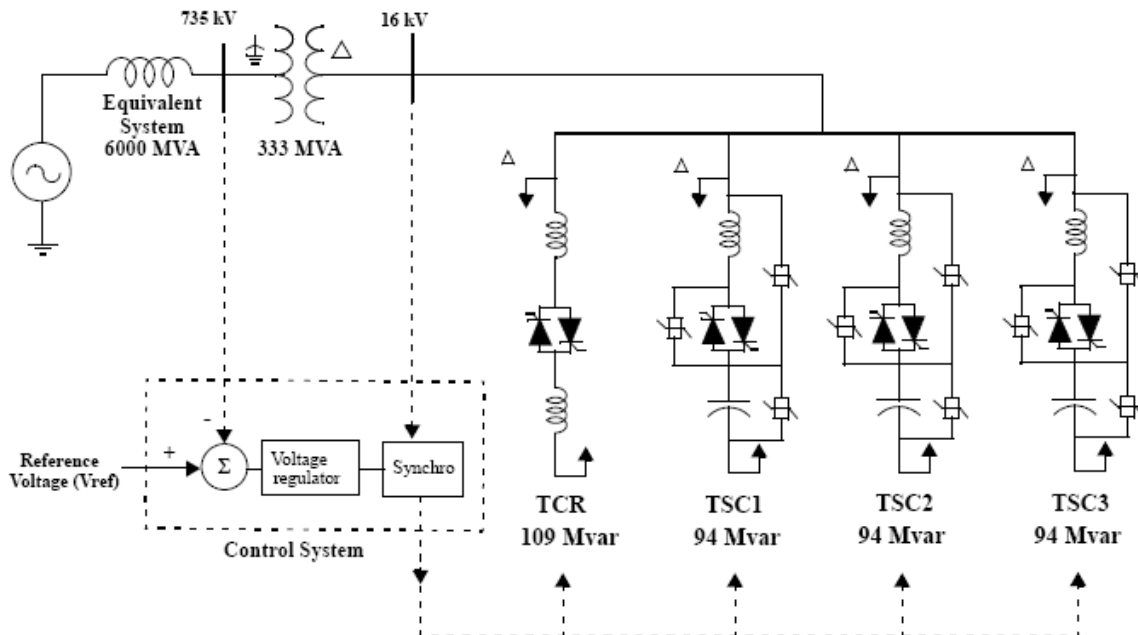 735 kV
16 kV
Δ
Equivalent
System
6000 MVA
333 MVA
Δ
Δ
Δ
Δ
-
+
Reference
Voltage (Vref)
Σ
Voltage
regulator
Synchro
Control System
TCR
109 Mvar
TSC1
94 Mvar
TSC2
94 Mvar
TSC3
94 Mvar